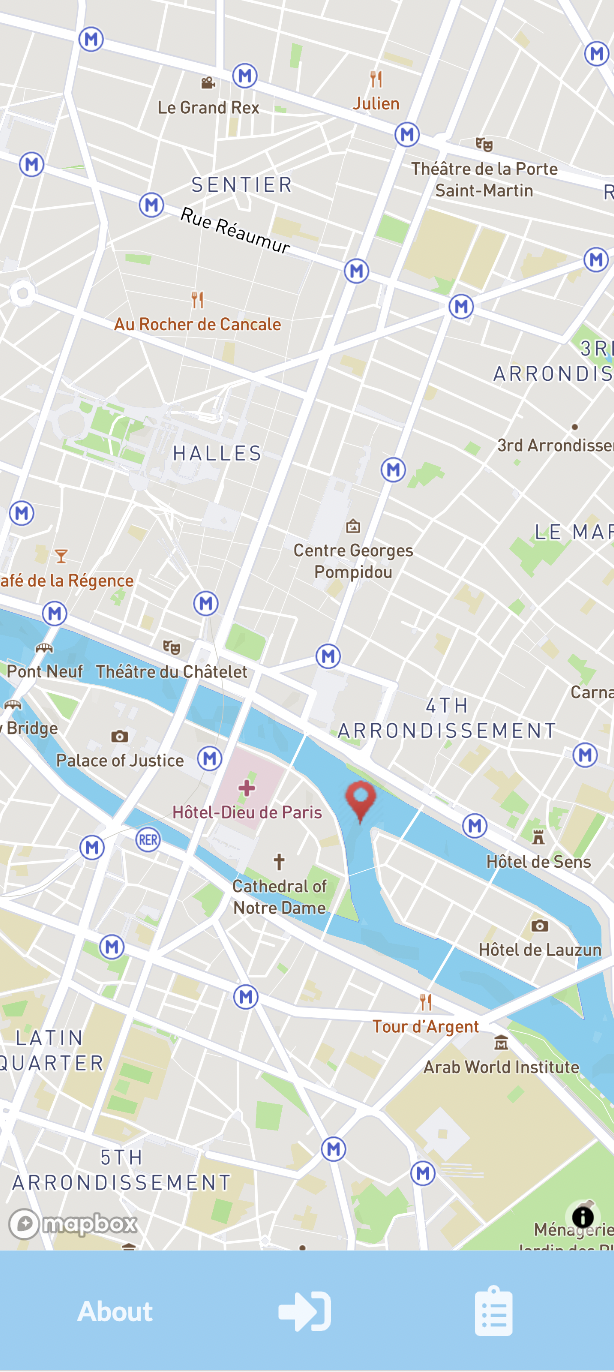 M
M
M
Le Grand Rex
Julien
M
Théâtre de la Porte
Saint-Martin
M
SENTIER
R
M
Rue Réaumur
M
M
M
Au Rocher de Cancale
3RD
ARRONDIS
HALLES
3rd Arrondisse
M
M
LE MAR
Centre Georges
Pompidou
afé de la Régence
M
M
Pont Neuf
Théâtre du Châtelet
M
Carna
4TH
ARRONDISSEMENT
w Bridge
Palace of Justice
M
M
Hôtel-Dieu de Paris
M
RER
M
Hôtel de Sens
Cathedral of
Notre Dame
M
Hôtel de Lauzun
M
Tour d'Argent
LATIN
QUARTER
Arab World Institute
M
5TH
ARRONDISSEMENT
M
mapbox
i
Ménagerie
Jardin des Pl
About